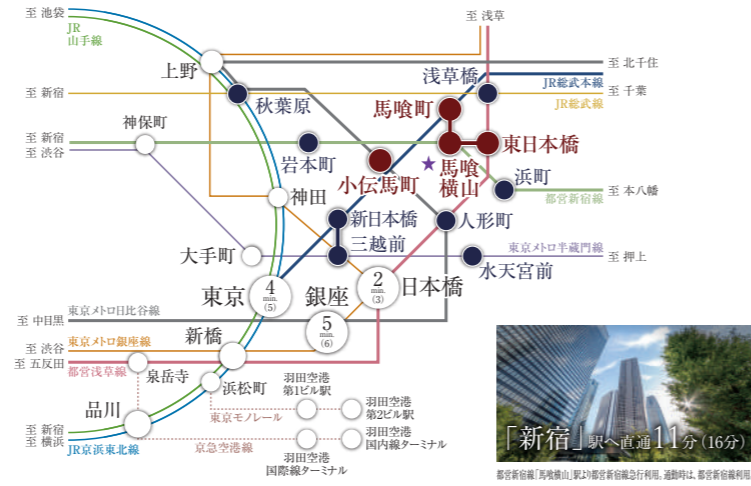 至 池袋
JR
山手線
至 浅草
上野
至 北千住
浅草橋
JR総武本線
至 新宿
秋葉原
馬喰町
至 千葉
JR総武線
神保町
至 新宿
至 渋谷
岩本町
東日本橋
馬喰
横山
小伝馬町
浜町
至 本八幡
都営新宿線
神田
新日本橋
人形町
大手町
三越前
東京メトロ半蔵門線
至 押上
水天宮前
東京
4
min.
(5)
銀座
5
min.
(6)
2
min.
(3)
日本橋
東京メトロ日比谷線
至 中目黒
新橋
東京メトロ銀座線
至 渋谷
至 五反田
都営浅草線
泉岳寺
浜松町
羽田空港
第1ビル駅
羽田空港
第2ビル駅
東京モノレール
品川
至 新宿
至 横浜
JR京浜東北線
京急空港線
羽田空港
国際線ターミナル
羽田空港
国内線ターミナル
「新宿」駅へ直通11分(16分)
都営新宿線「馬喰横山」駅より都営新宿線急行利用。通勤時は、都営新宿線利用